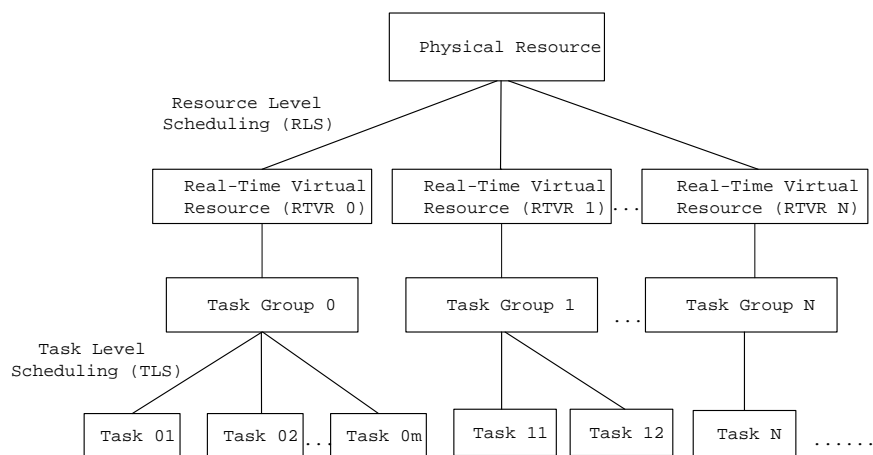 Physical Resource
Resource Level
Scheduling (RLS)
Real-Time Virtual
Resource (RTVR 0)
Real-Time Virtual
Resource (RTVR 1)
...
Real-Time Virtual
Resource (RTVR N)
Task Group 0
Task Group 1
...
Task Group N
Task Level
Scheduling (TLS)
Task 01
Task 02
...
Task 0m
Task 11
Task 12
Task N
......